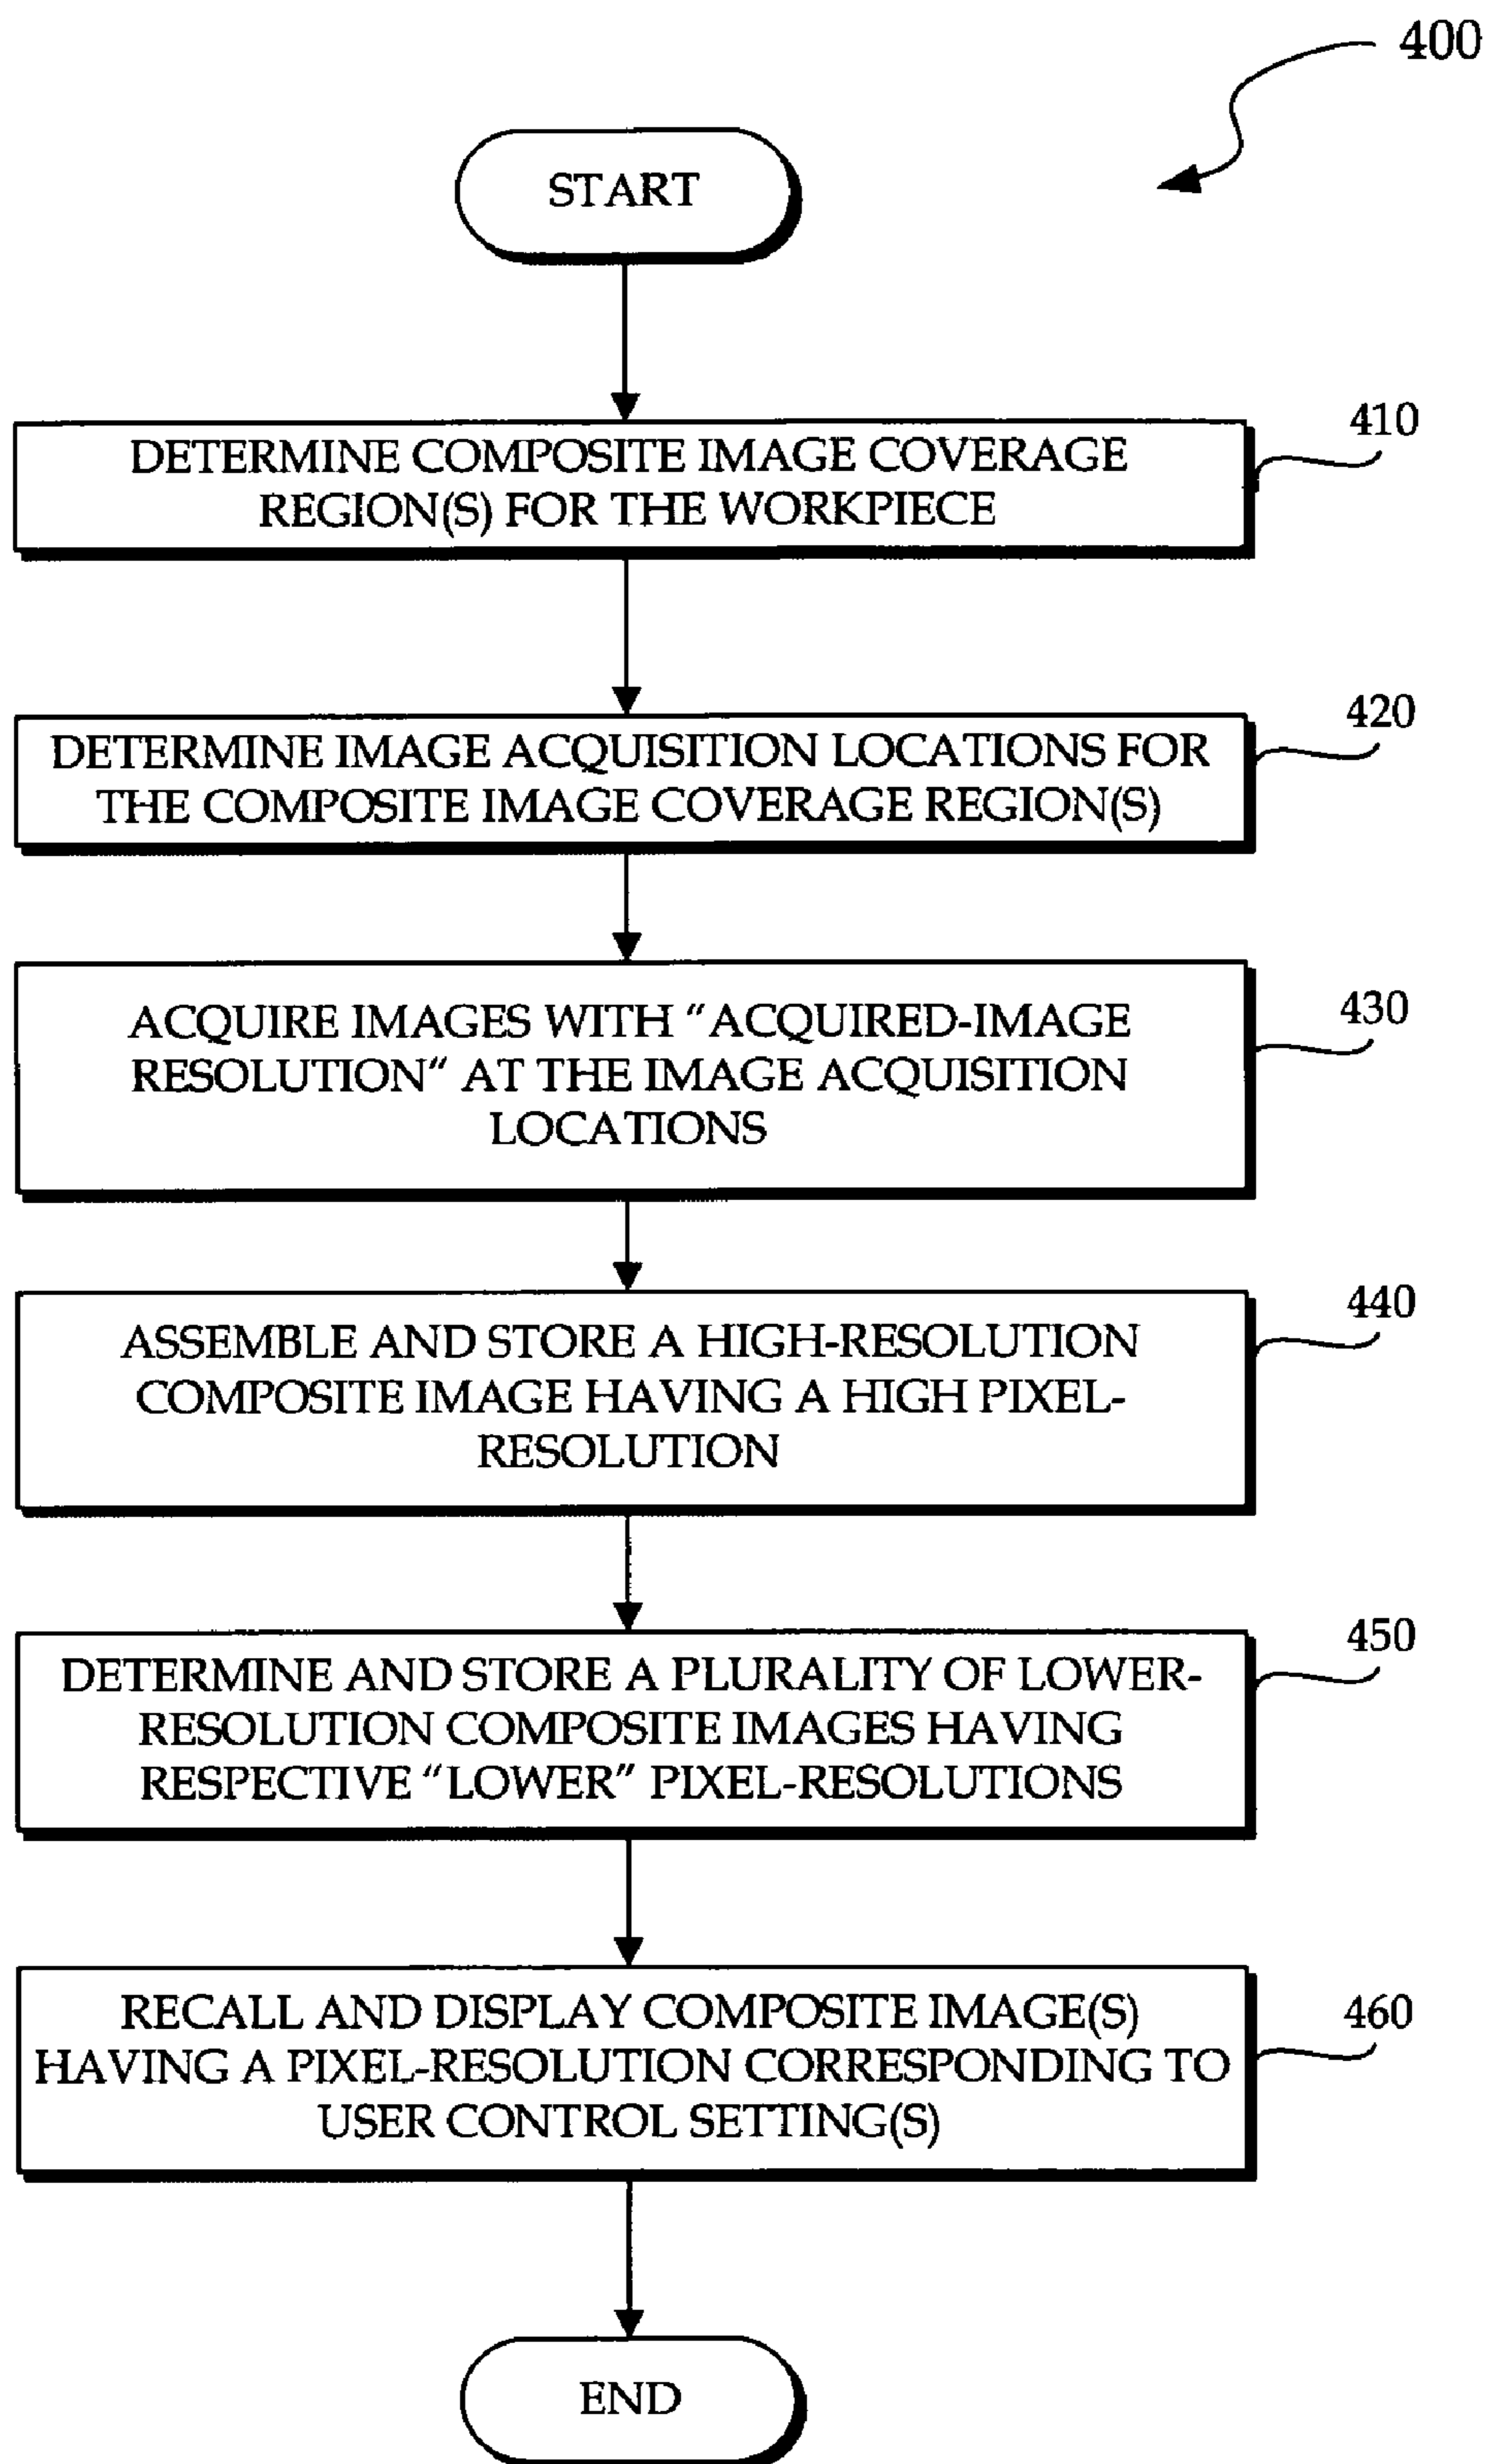 400
START
410
DETERMINE COMPOSITE IMAGE COVERAGE
REGION(S) FOR THE WORKPIECE
420
DETERMINE IMAGE ACQUISITION LOCATIONS FOR
THE COMPOSITE IMAGE COVERAGE REGION(S)
430
ACQUIRE IMAGES WITH "ACQUIRED-IMAGE
RESOLUTION" AT THE IMAGE ACQUISITION
LOCATIONS
440
ASSEMBLE AND STORE A HIGH-RESOLUTION
COMPOSITE IMAGE HAVING A HIGH PIXEL-
RESOLUTION
450
DETERMINE AND STORE A PLURALITY OF LOWER-
RESOLUTION COMPOSITE IMAGES HAVING
RESPECTIVE "LOWER" PIXEL-RESOLUTIONS
460
RECALL AND DISPLAY COMPOSITE IMAGE(S)
HAVING A PIXEL-RESOLUTION CORRESPONDING TO
USER CONTROL SETTING(S)
END